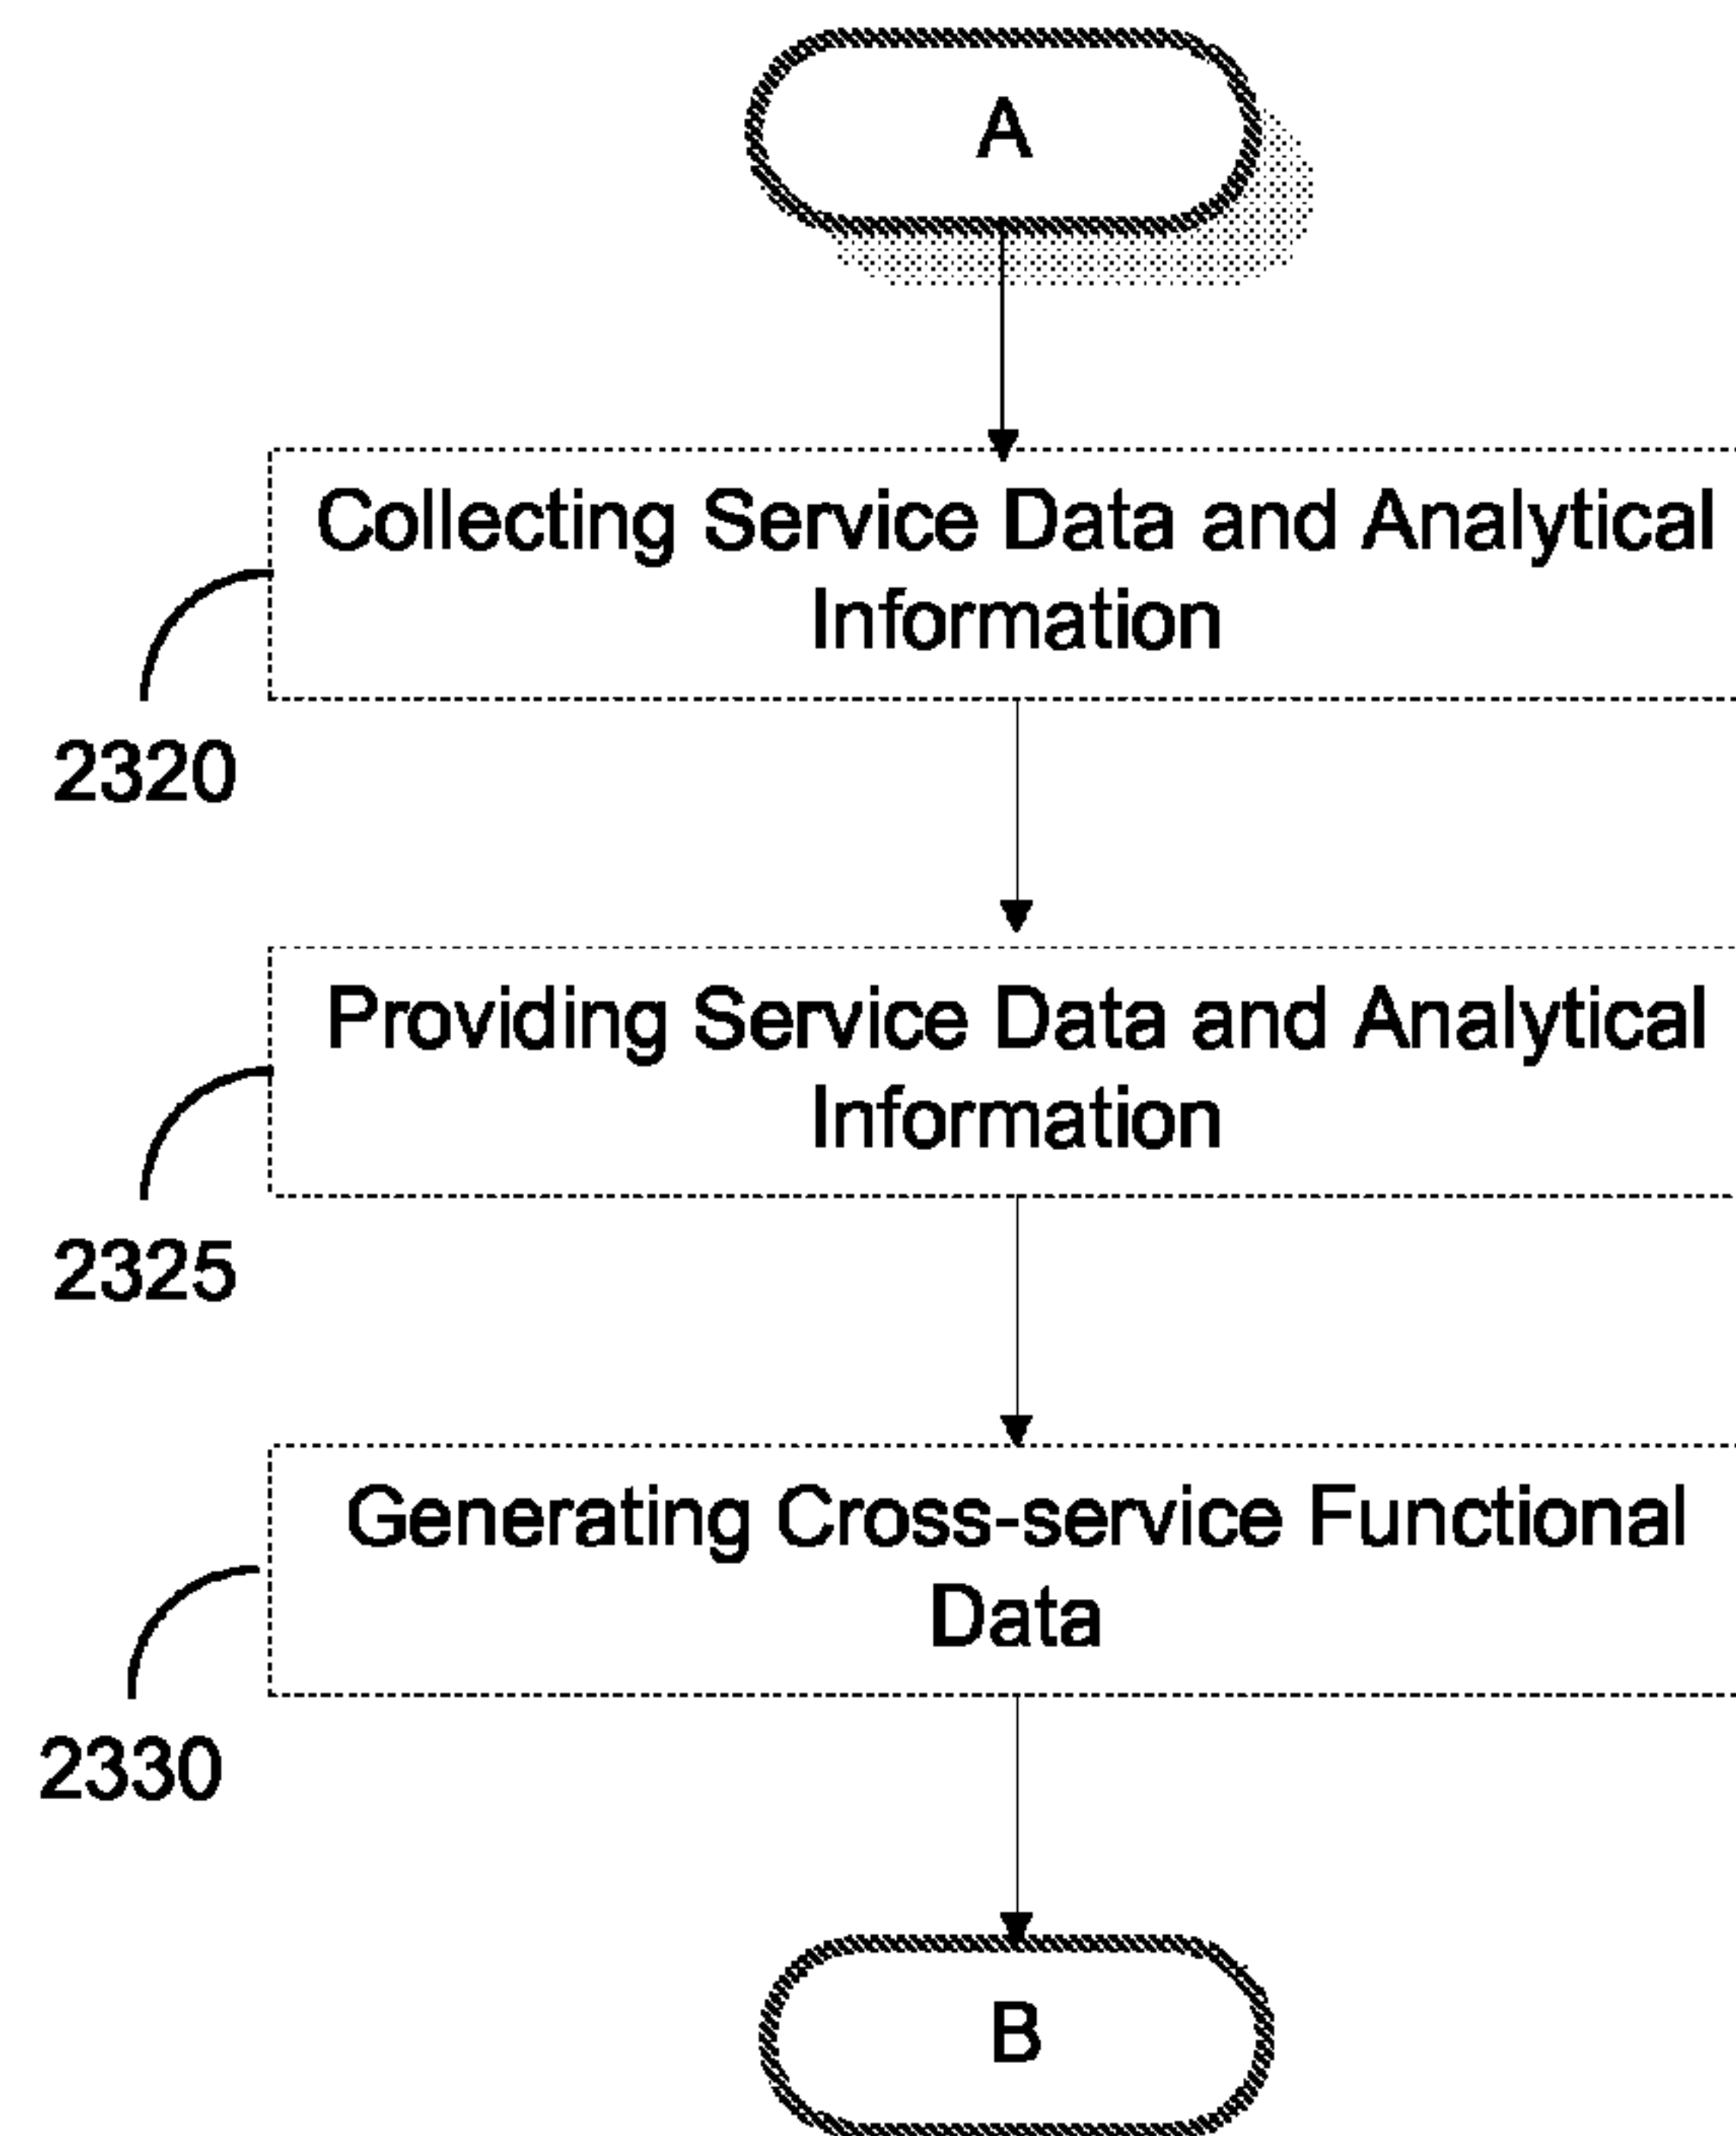 A
Collecting Service Data and Analytical
Information
2320
Providing Service Data and Analytical
Information
2325
Generating Cross-service Functional
Data
2330
B